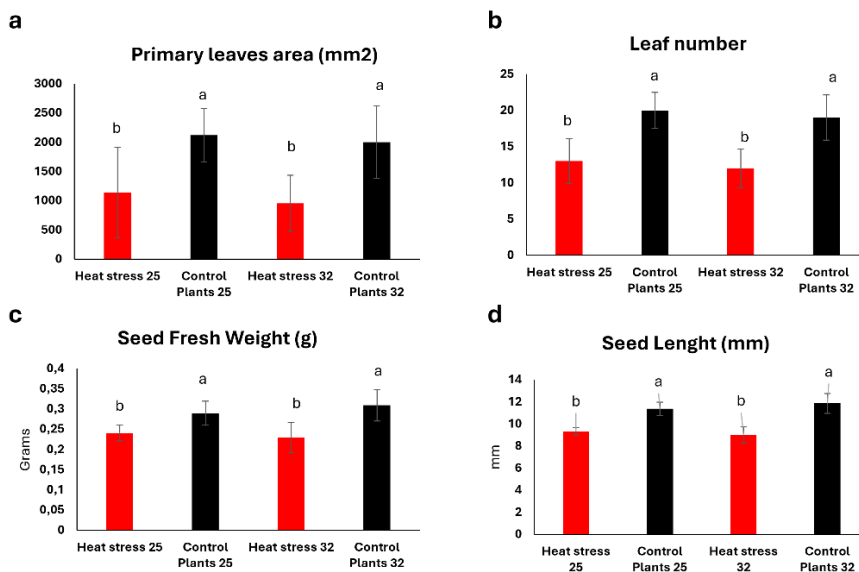 a
Primary leaves area (mm2)
3000
2500
2000
1500
1000
500
0
b
a
b
a
Heat stress 25
Control
Plants 25
Heat stress 32
Control
Plants 32
b
Leaf number
25
20
15
10
5
0
b
a
b
a
Heat stress 25
Control
Plants 25
Heat stress 32
Control
Plants 32
c
Seed Fresh Weight (g)
Grams
0,4
0,35
0,3
0,25
0,2
0,15
0,1
0,05
0
b
a
b
a
Heat stress 25
Control
Plants 25
Heat stress 32
Control
Plants 32
d
Seed Lenght (mm)
mm
14
12
10
8
6
4
2
0
b
a
b
a
Heat stress
25
Control
Plants 25
Heat stress
32
Control
Plants 32